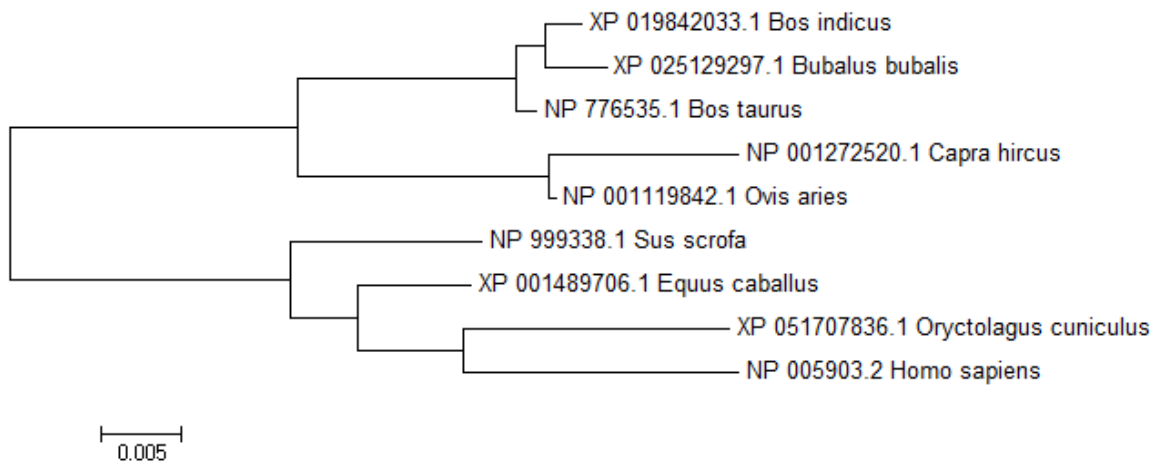 XP 019842033.1 Bos indicus
XP 025129297.1 Bubalus bubalis
NP 776535.1 Bos taurus
NP 001272520.1 Capra hircus
NP 001119842.1 Ovis aries
NP 999338.1 Sus scrofa
XP 001489706.1 Equus caballus
XP 051707836.1 Oryctolagus cuniculus
NP 005903.2 Homo sapiens
0.005